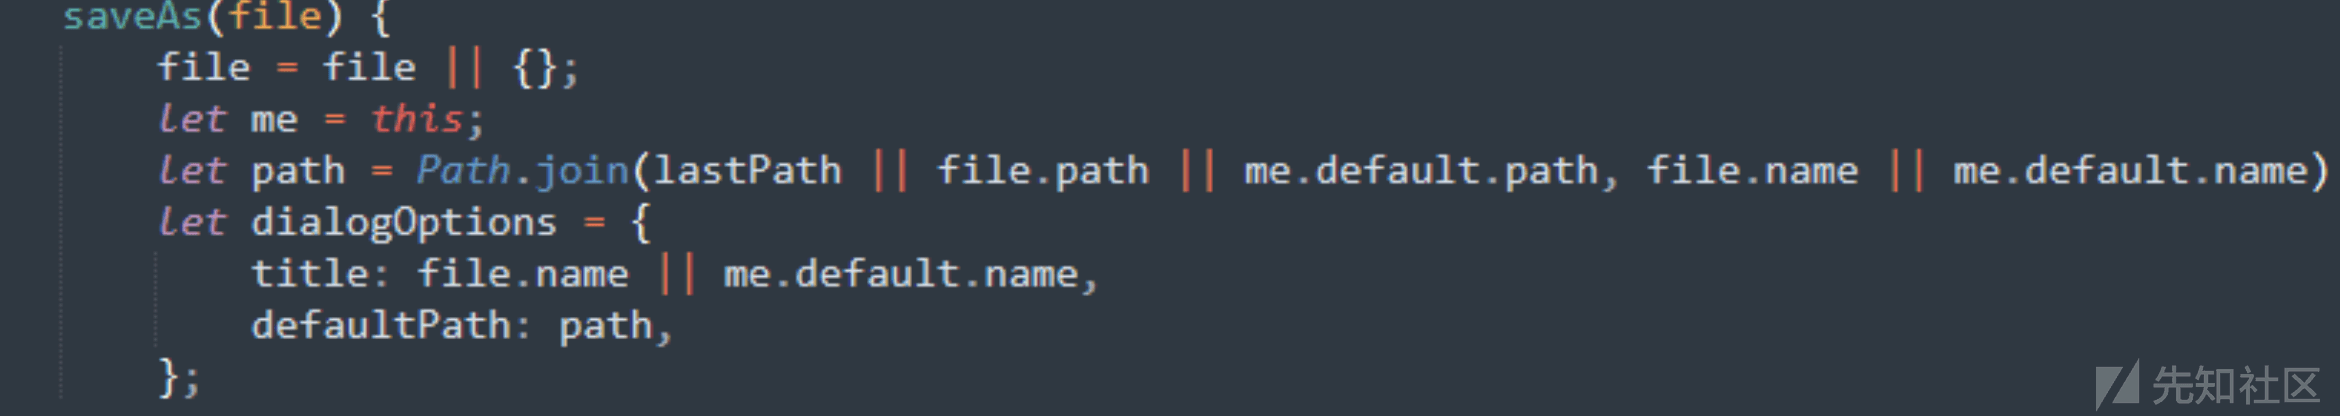 saveAs(file) {
file = file || {};
let me = this;
let path = Path.join(lastPath || file.path || me.default.path, file.name || me.default.name)
let dialogOptions = {
title: file.name || me.default.name,
defaultPath: path,
};
先知社区